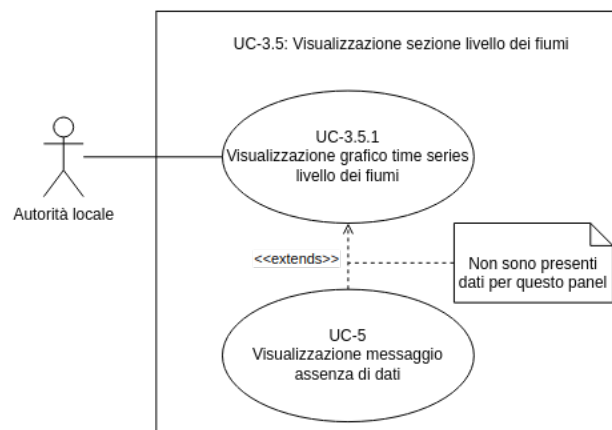 UC-3.5: Visualizzazione sezione livello dei fiumi
UC-3.5.1
Visualizzazione grafico time series
livello dei fiumi
Autorità locale
<<extends>>
Non sono presenti
dati per questo panel
UC-5
Visualizzazione messaggio
assenza di dati